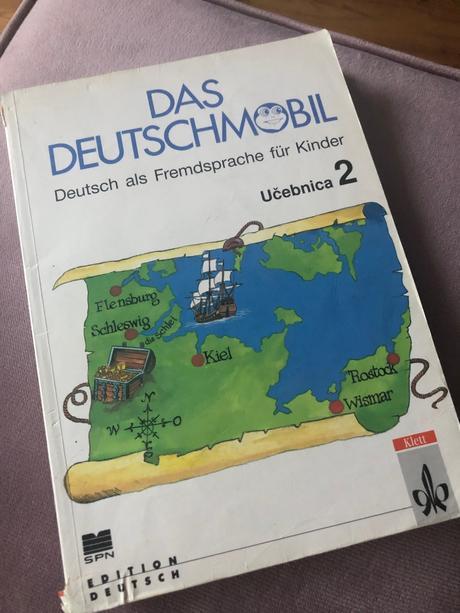 DAS
DEUTSCHMOBIL
Deutsch als Fremdsprache für Kinder
Učebnica 2
Flensburg
Schleswig
die Schlei
Kiel
"Rostock
Wismar
N
W O
S
Klett
SPN
EDITION
DEUTSCH